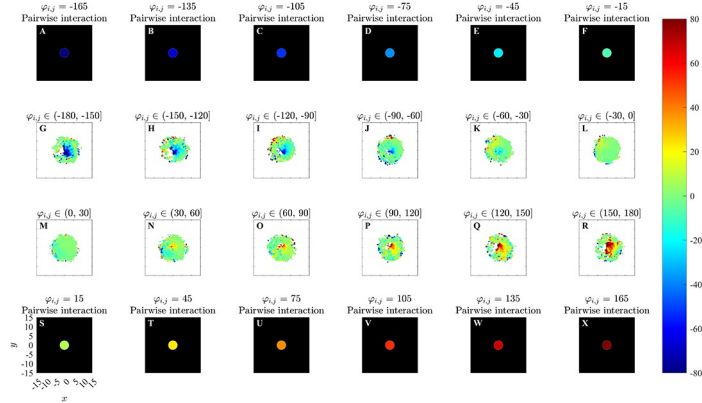 φi,j = -165 φi,j = -135 φi,j = -105 φi,j = -75 φi,j = -45 φi,j = -15
Pairwise interaction Pairwise interaction Pairwise interaction Pairwise interaction Pairwise interaction Pairwise interaction
A B C D E F
φi,j ∈ (-180, -150] φi,j ∈ (-150, -120] φi,j ∈ (-120, -90] φi,j ∈ (-90, -60] φi,j ∈ (-60, -30] φi,j ∈ (-30, 0]
G H I J K L
φi,j ∈ (0, 30] φi,j ∈ (30, 60] φi,j ∈ (60, 90] φi,j ∈ (90, 120] φi,j ∈ (120, 150] φi,j ∈ (150, 180]
M N O P Q R
φi,j = 15 φi,j = 45 φi,j = 75 φi,j = 105 φi,j = 135 φi,j = 165
Pairwise interaction Pairwise interaction Pairwise interaction Pairwise interaction Pairwise interaction Pairwise interaction
S T U V W X
15
10
5
0
-5
-10
-15
y
-15 -10 -5 0 5 10 15
x
80
60
40
20
0
-20
-40
-60
-80